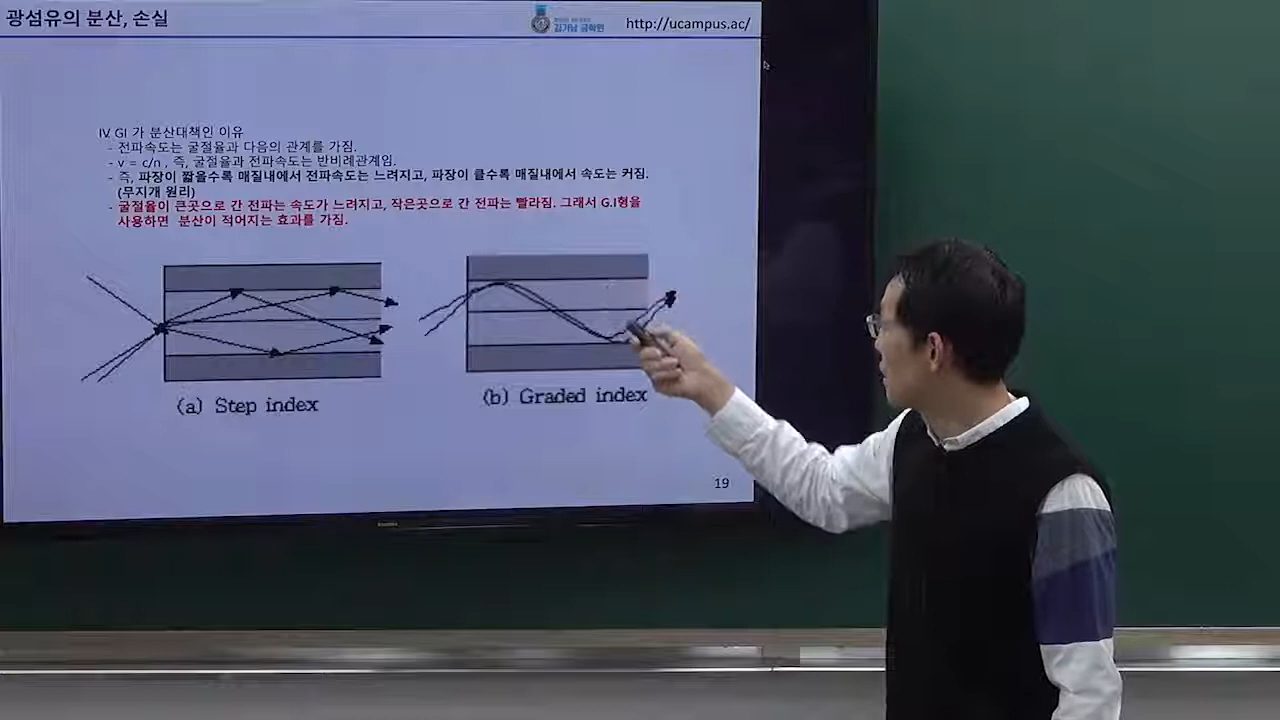 광섬유의 분산, 손실
김기남 공학원
http://ucampus.ac/
Ⅳ. GI 가 분산대책인 이유
- 전파속도는 굴절율과 다음의 관계를 가짐.
- v = c/n , 즉, 굴절율과 전파속도는 반비례관계임.
- 즉, 파장이 짧을수록 매질내에서 전파속도는 느려지고, 파장이 클수록 매질내에서 속도는 커짐.
(무지개 원리)
- 굴절율이 큰곳으로 간 전파는 속도가 느려지고, 작은곳으로 간 전파는 빨라짐. 그래서 G.I형을
사용하면 분산이 적어지는 효과를 가짐.
(a) Step index
(b) Graded index
19